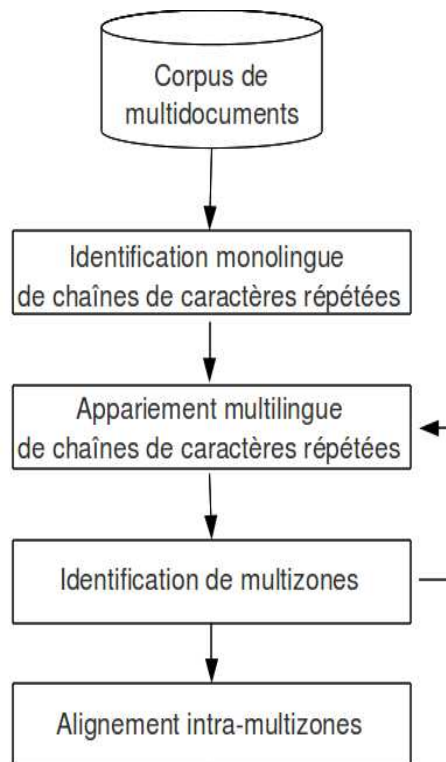 Corpus de
multidocuments
Identification monolingue
de chaînes de caractères répétées
Appariement multilingue
de chaînes de caractères répétées
Identification de multizones
Alignement intra-multizones